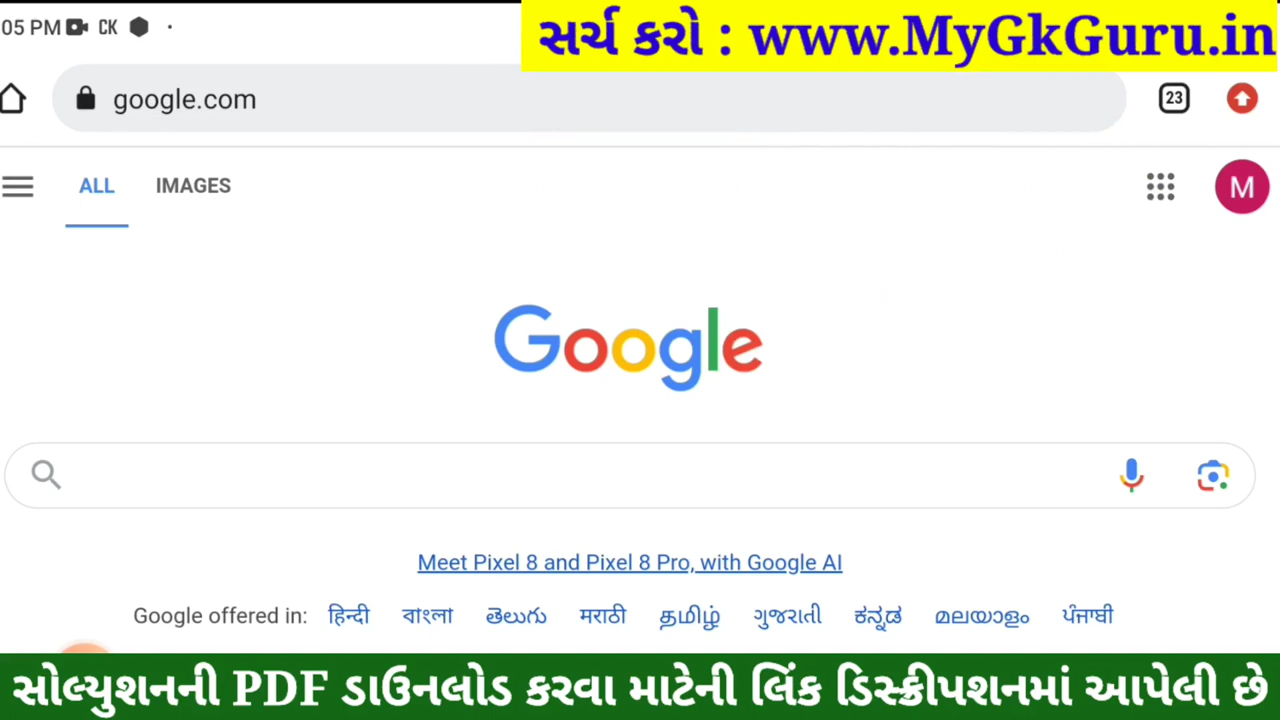 05 PM CK
સર્ચ કરો : www.MyGkGuru.in
google.com
23
ALL IMAGES
M
Google
Meet Pixel 8 and Pixel 8 Pro, with Google AI
Google offered in: हिन्दी বাংলা తెలుగు मराठी தமிழ் ગુજરાતી ಕನ್ನಡ മലയാളം ਪੰਜਾਬੀ
સોલ્યુશનની PDF ડાઉનલોડ કરવા માટેની લિંક ડિસ્ક્રીપશનમાં આપેલી છે